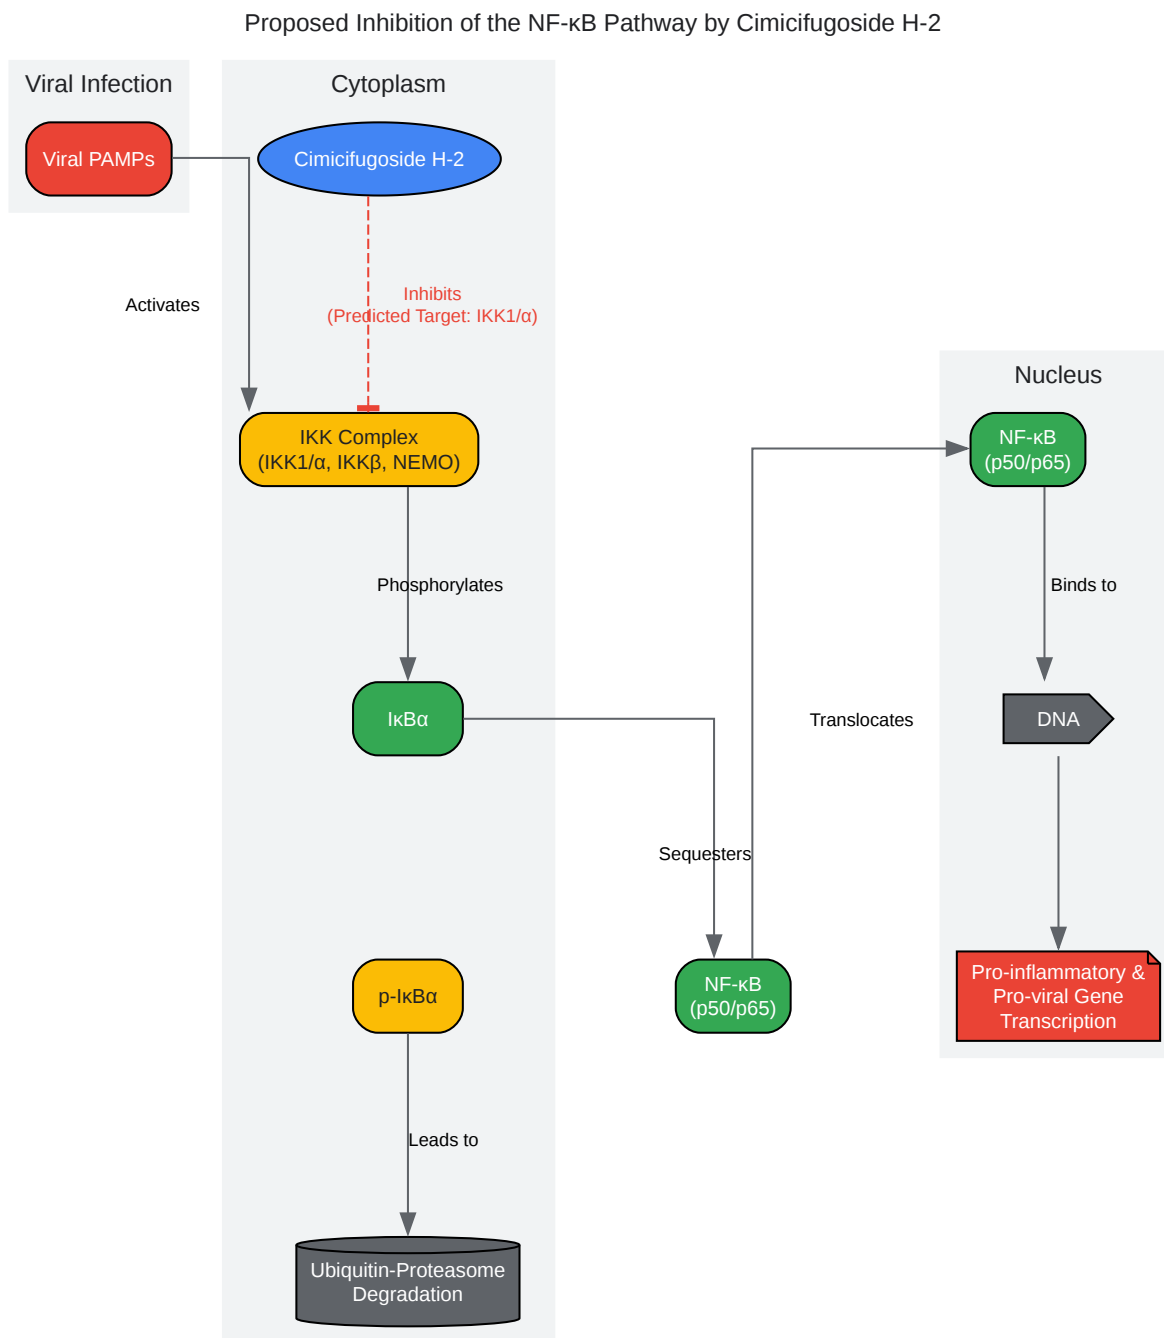 Proposed Inhibition of the NF-κB Pathway by Cimicifugoside H-2
Viral Infection
Cytoplasm
Viral PAMPs
Cimicifugoside H-2
Activates
Inhibits
(Predicted Target: IKK1/α)
Nucleus
IKK Complex
(IKK1/α, IKKβ, NEMO)
NF-κB
(p50/p65)
Phosphorylates
Binds to
IκBα
Translocates
DNA
Sequesters
p-IκBα
NF-κB
(p50/p65)
Pro-inflammatory &
Pro-viral Gene
Transcription
Leads to
Ubiquitin-Proteasome
Degradation